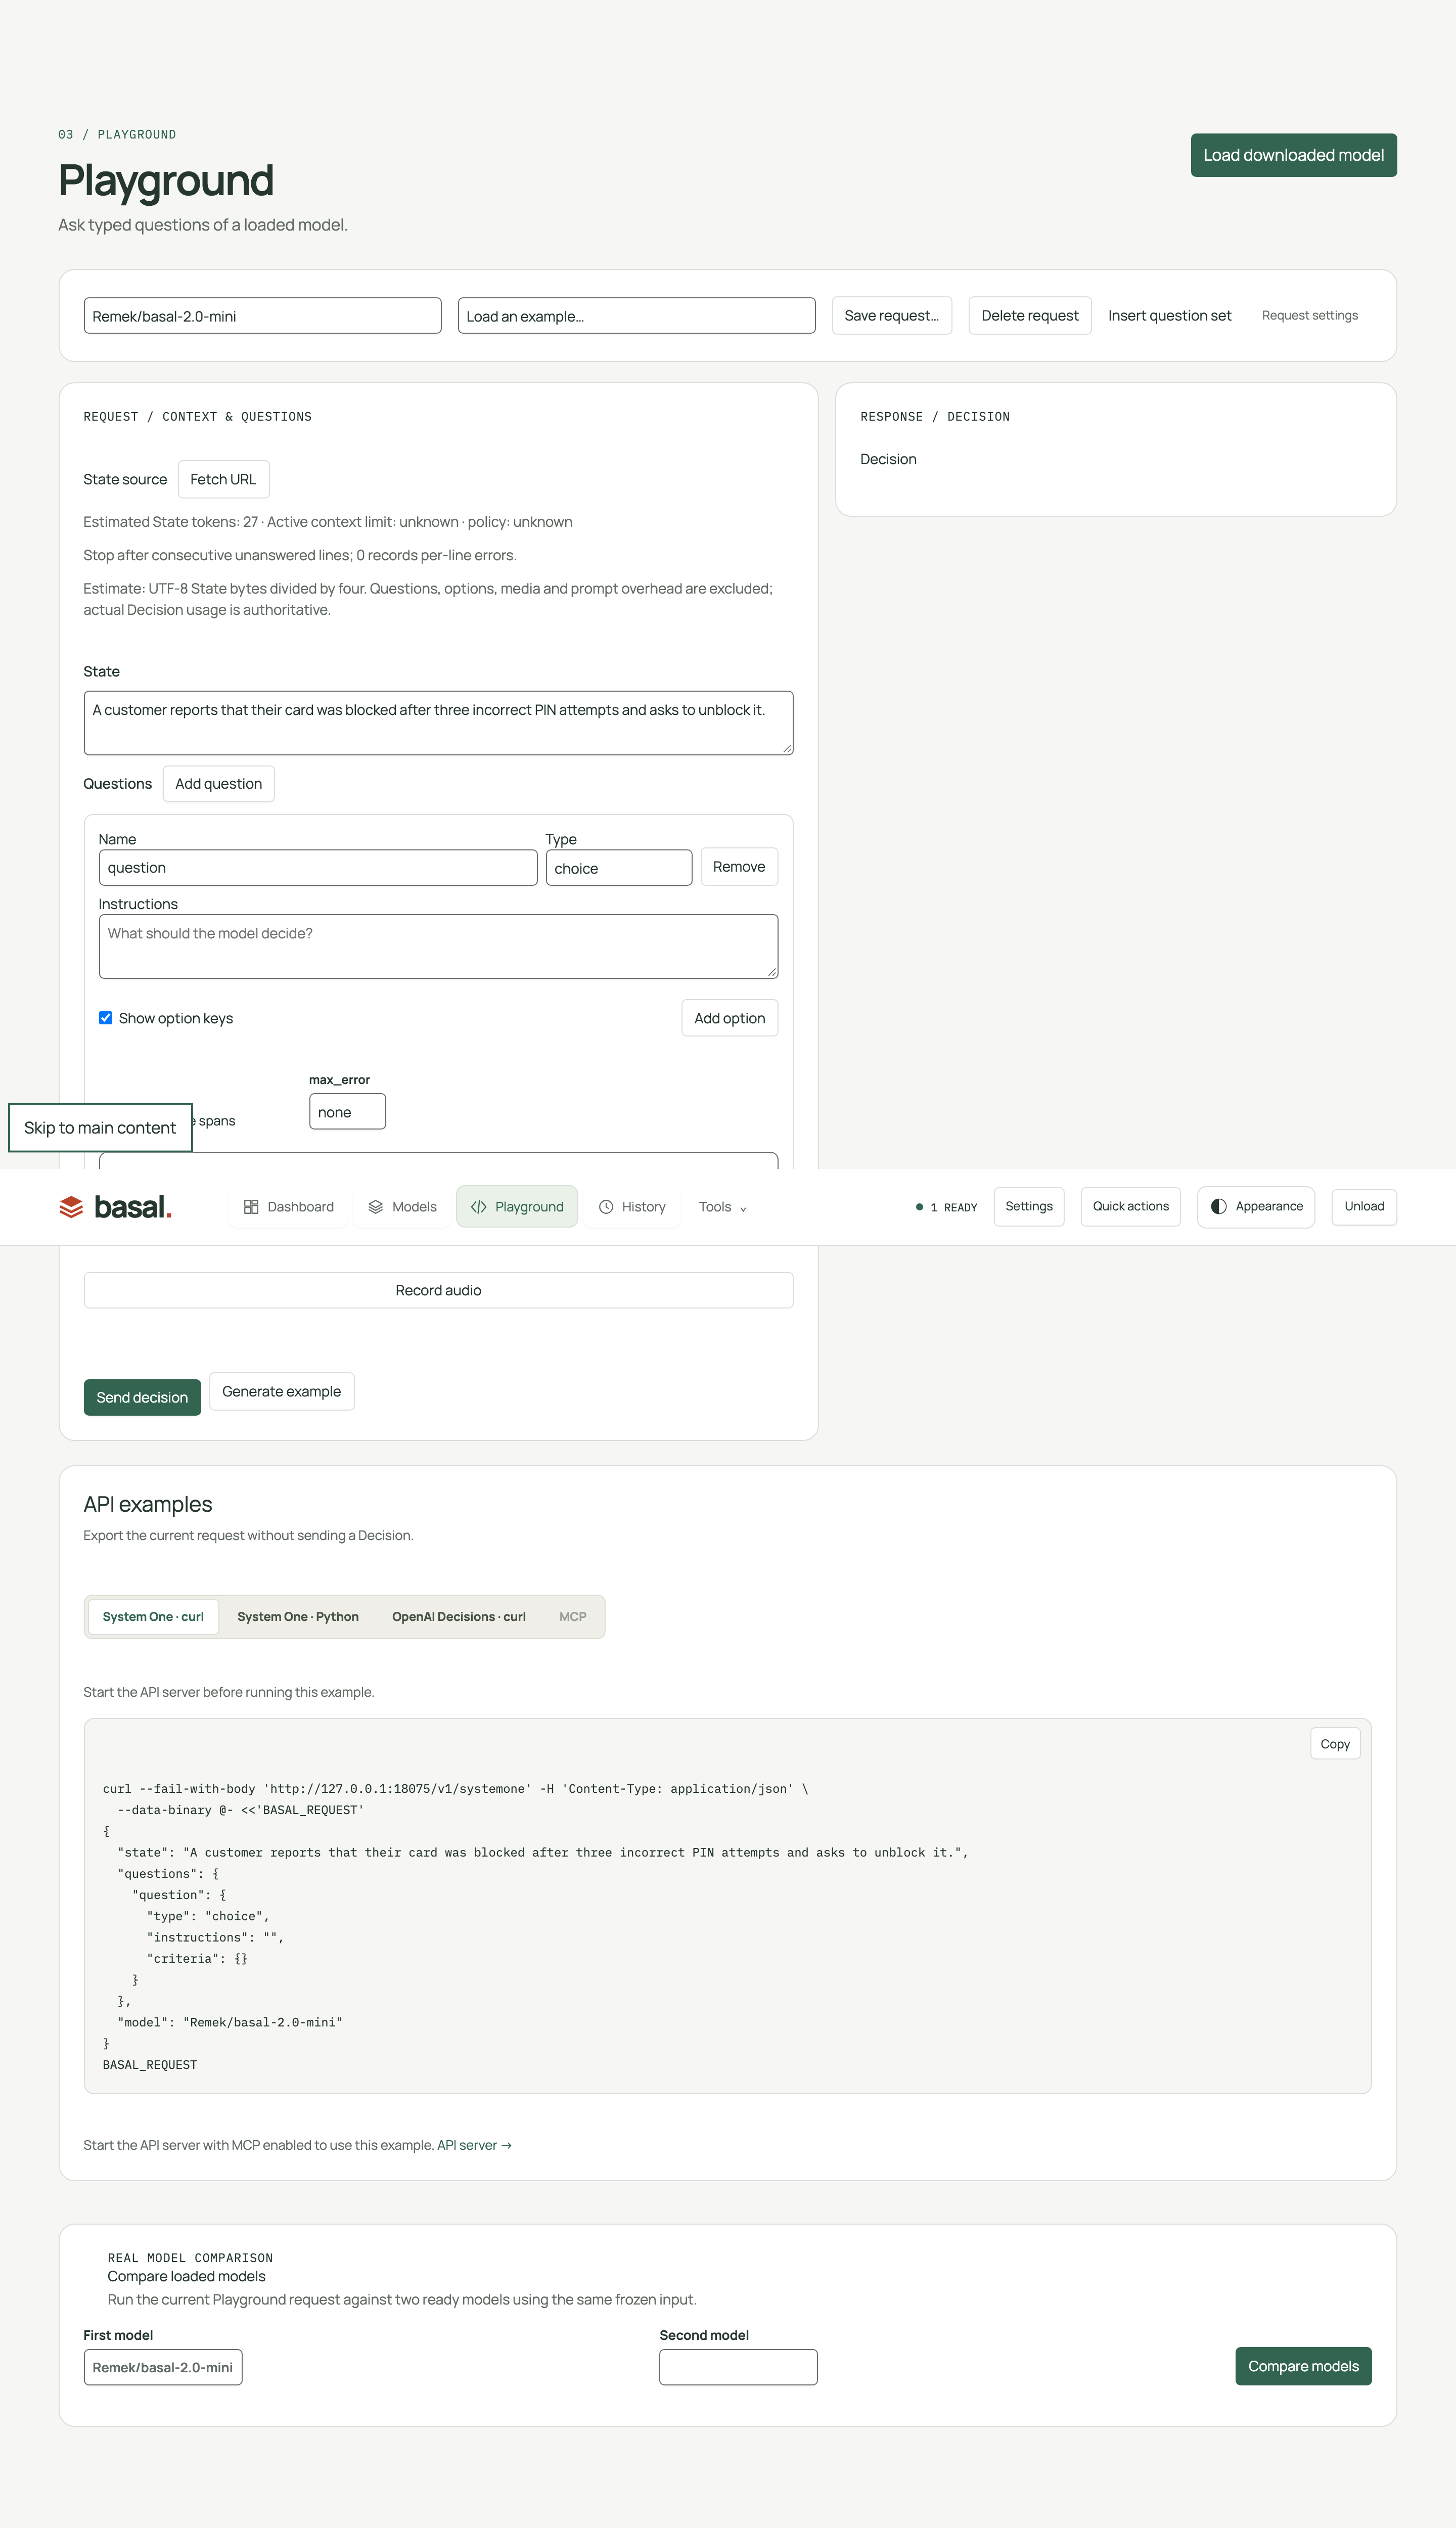 03 / PLAYGROUND
Playground
Ask typed questions of a loaded model.
Load downloaded model
Remek/basal-2.0-mini
Load an example…
Save request…
Delete request
Insert question set
Request settings
REQUEST / CONTEXT & QUESTIONS
State source
Fetch URL
Estimated State tokens: 27 · Active context limit: unknown · policy: unknown
Stop after consecutive unanswered lines; 0 records per-line errors.
Estimate: UTF-8 State bytes divided by four. Questions, options, media and prompt overhead are excluded;
actual Decision usage is authoritative.
State
A customer reports that their card was blocked after three incorrect PIN attempts and asks to unblock it.
Questions
Add question
Name
Type
question
choice
Remove
Instructions
What should the model decide?
Show option keys
Add option
max_error
none
spans
Skip to main content
RESPONSE / DECISION
Decision
basal.
Dashboard
Models
Playground
History
Tools
1 READY
Settings
Quick actions
Appearance
Unload
Record audio
Send decision
Generate example
API examples
Export the current request without sending a Decision.
System One · curl
System One · Python
OpenAI Decisions · curl
MCP
Start the API server before running this example.
Copy
curl --fail-with-body 'http://127.0.0.1:18075/v1/systemone' -H 'Content-Type: application/json' \
  --data-binary @- <<'BASAL_REQUEST'
{
  "state": "A customer reports that their card was blocked after three incorrect PIN attempts and asks to unblock it.",
  "questions": {
    "question": {
      "type": "choice",
      "instructions": "",
      "criteria": {}
    }
  },
  "model": "Remek/basal-2.0-mini"
}
BASAL_REQUEST
Start the API server with MCP enabled to use this example. API server →
REAL MODEL COMPARISON
Compare loaded models
Run the current Playground request against two ready models using the same frozen input.
First model
Second model
Remek/basal-2.0-mini
Compare models